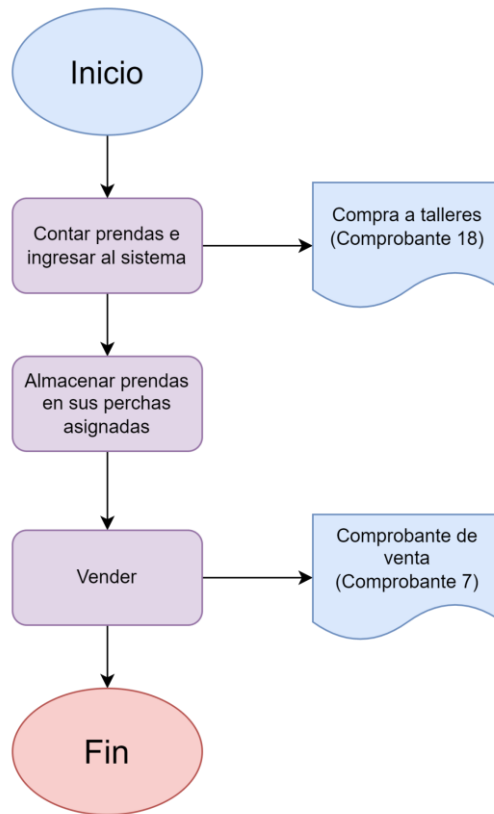 Inicio
Contar prendas e
ingresar al sistema
Compra a talleres
(Comprobante 18)
Almacenar prendas
en sus perchas
asignadas
Vender
Comprobante de
venta
(Comprobante 7)
Fin